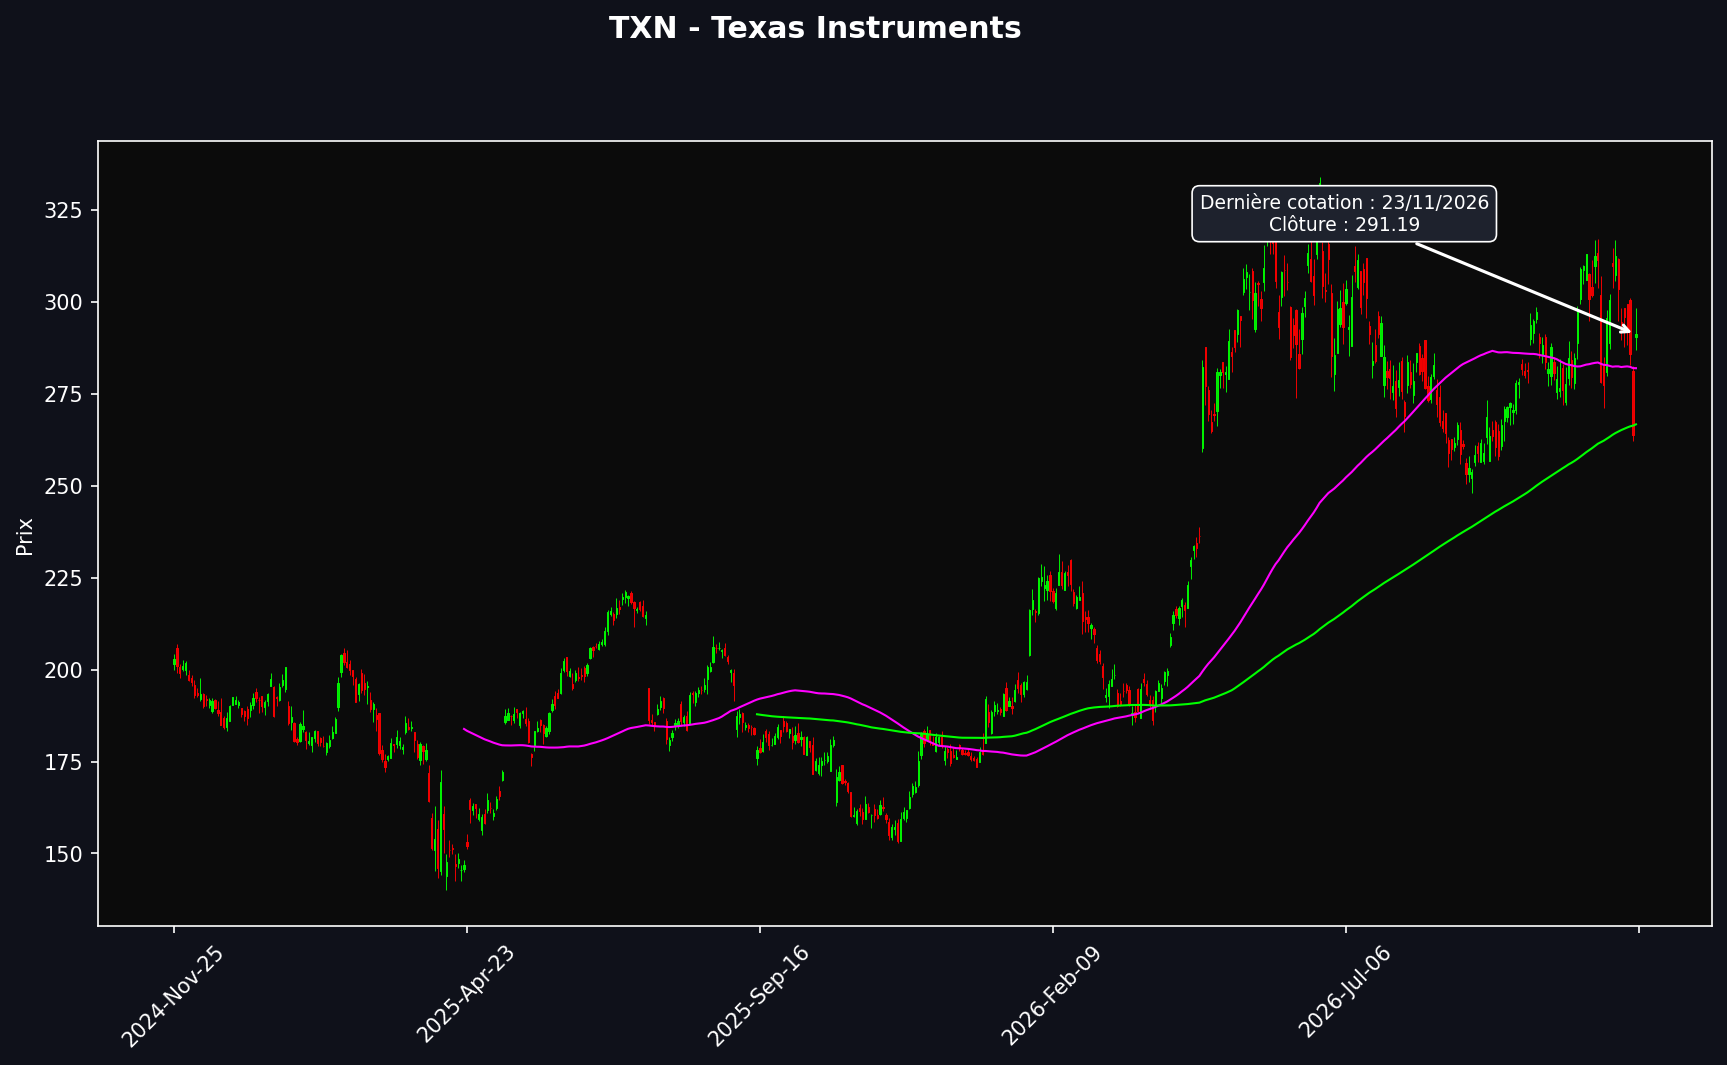 TXN - Texas Instruments
Dernière cotation : 23/11/2026
Clôture : 291.19
Prix
325
300
275
250
225
200
175
150
2024-Nov-25
2025-Apr-23
2025-Sep-16
2026-Feb-09
2026-Jul-06